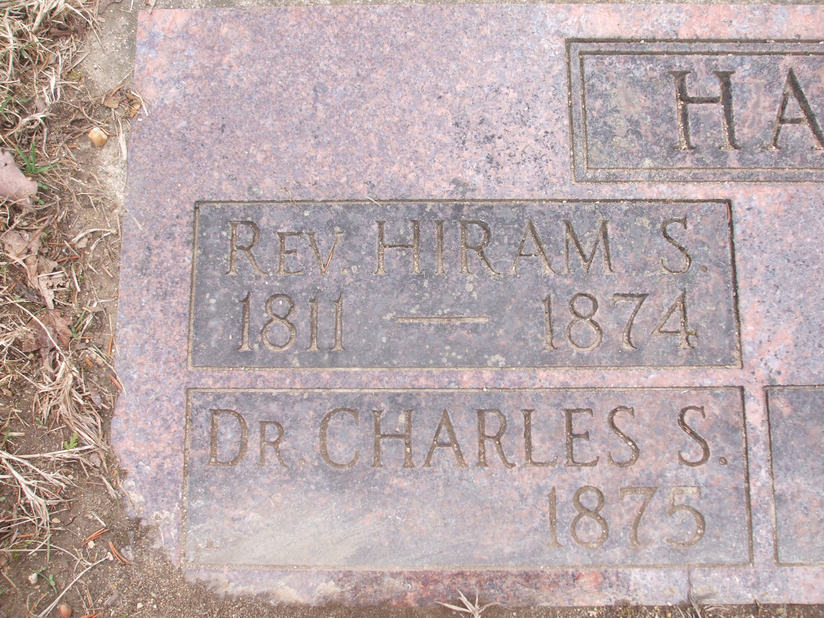 HA
REV. HIRAM S.
1811 — 1874
DR. CHARLES S.
1875